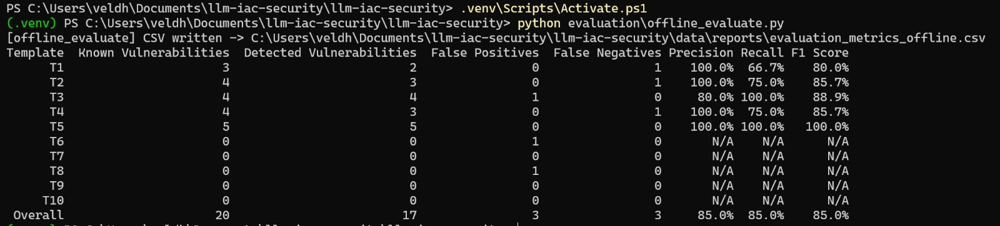 PS C:\Users\veldh\Documents\llm-iac-security\llm-iac-security> .venv\Scripts\Activate.ps1
(.venv) PS C:\Users\veldh\Documents\llm-iac-security\llm-iac-security> python evaluation\offline_evaluate.py
[offline_evaluate] CSV written -> C:\Users\veldh\Documents\llm-iac-security\llm-iac-security\data\reports\evaluation_metrics_offline.csv
Template Known Vulnerabilities Detected Vulnerabilities False Positives False Negatives Precision Recall F1 Score
T1 3 2 0 1 100.0% 66.7% 80.0%
T2 4 3 0 1 100.0% 75.0% 85.7%
T3 4 4 1 0 80.0% 100.0% 88.9%
T4 4 3 0 1 100.0% 75.0% 85.7%
T5 5 5 0 0 100.0% 100.0% 100.0%
T6 0 0 1 0 N/A N/A N/A
T7 0 0 0 0 N/A N/A N/A
T8 0 0 1 0 N/A N/A N/A
T9 0 0 0 0 N/A N/A N/A
T10 0 0 0 0 N/A N/A N/A
Overall 20 17 3 3 85.0% 85.0% 85.0%